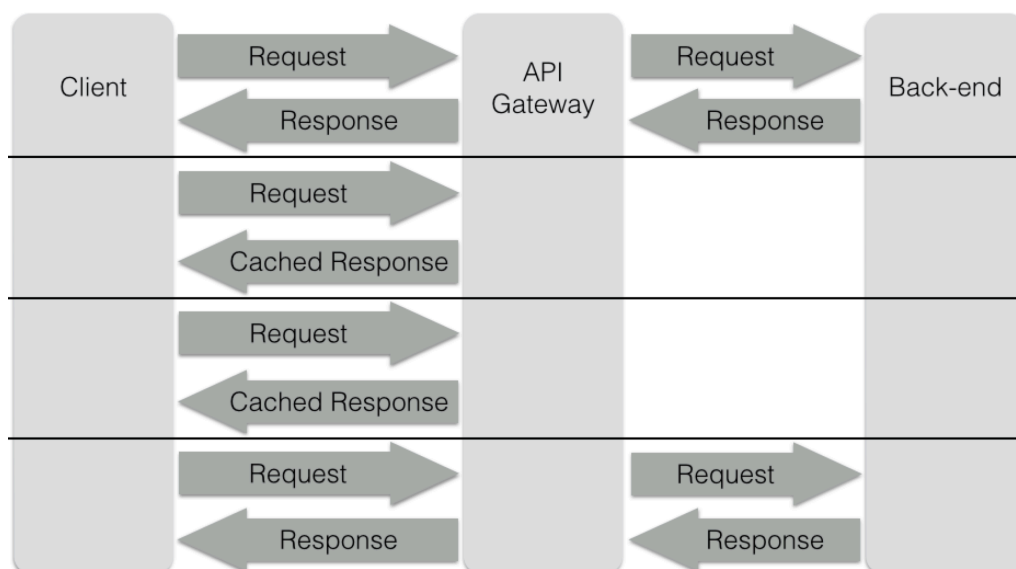 Request
Request
Client
API
Gateway
Back-end
Response
Response
Request
Cached Response
Request
Cached Response
Request
Request
Response
Response